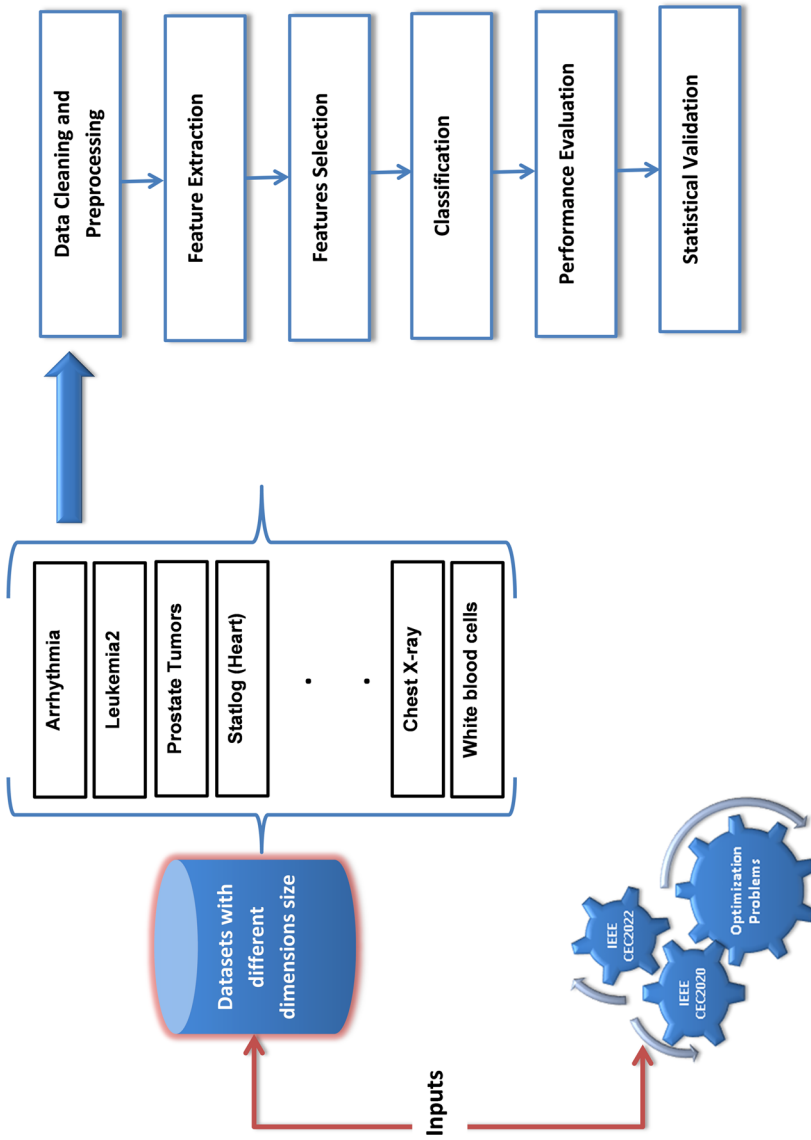 Inputs
Datasets with
different
dimensions size
IEEE
CEC2022
IEEE
CEC2020
Optimization
Problems
Arrhythmia
Leukemia2
Prostate Tumors
Statlog (Heart)
.
.
Chest X-ray
White blood cells
Data Cleaning and
Preprocessing
Feature Extraction
Features Selection
Classification
Performance Evaluation
Statistical Validation